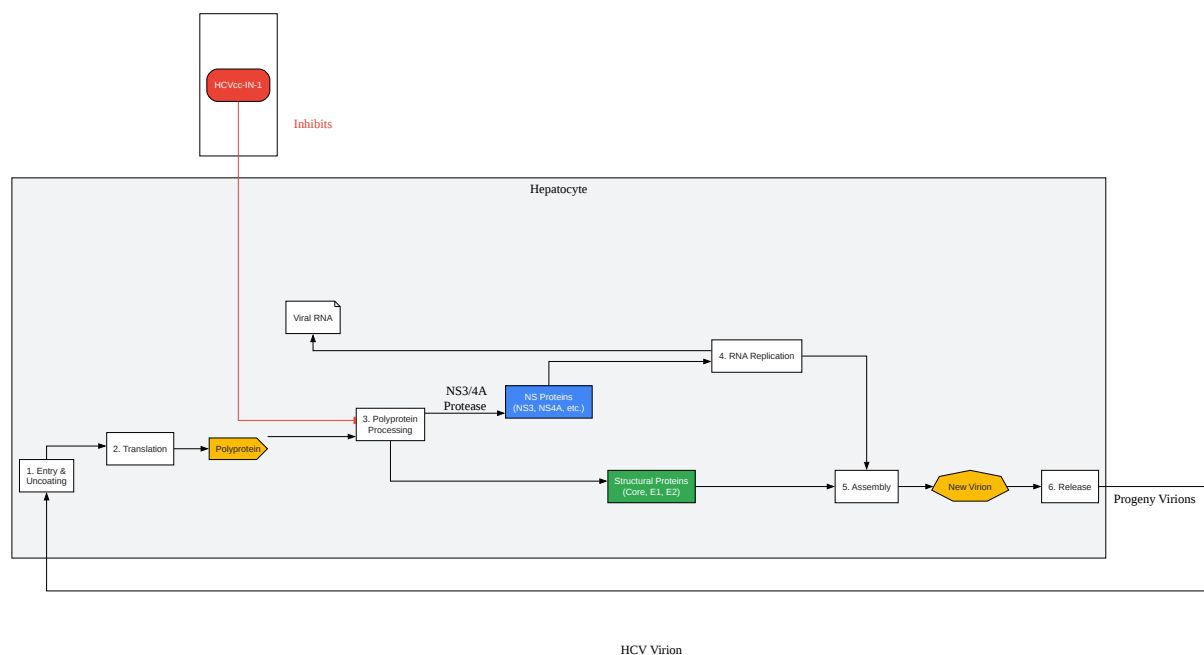 HCVcc-IN-1
Inhibits
Hepatocyte
Viral RNA
4. RNA Replication
NS3/4A
Protease
NS Proteins
(NS3, NS4A, etc.)
3. Polyprotein
Processing
2. Translation
Polyprotein
1. Entry &
Uncoating
Structural Proteins
(Core, E1, E2)
5. Assembly
New Virion
6. Release
Progeny Virions
HCV Virion